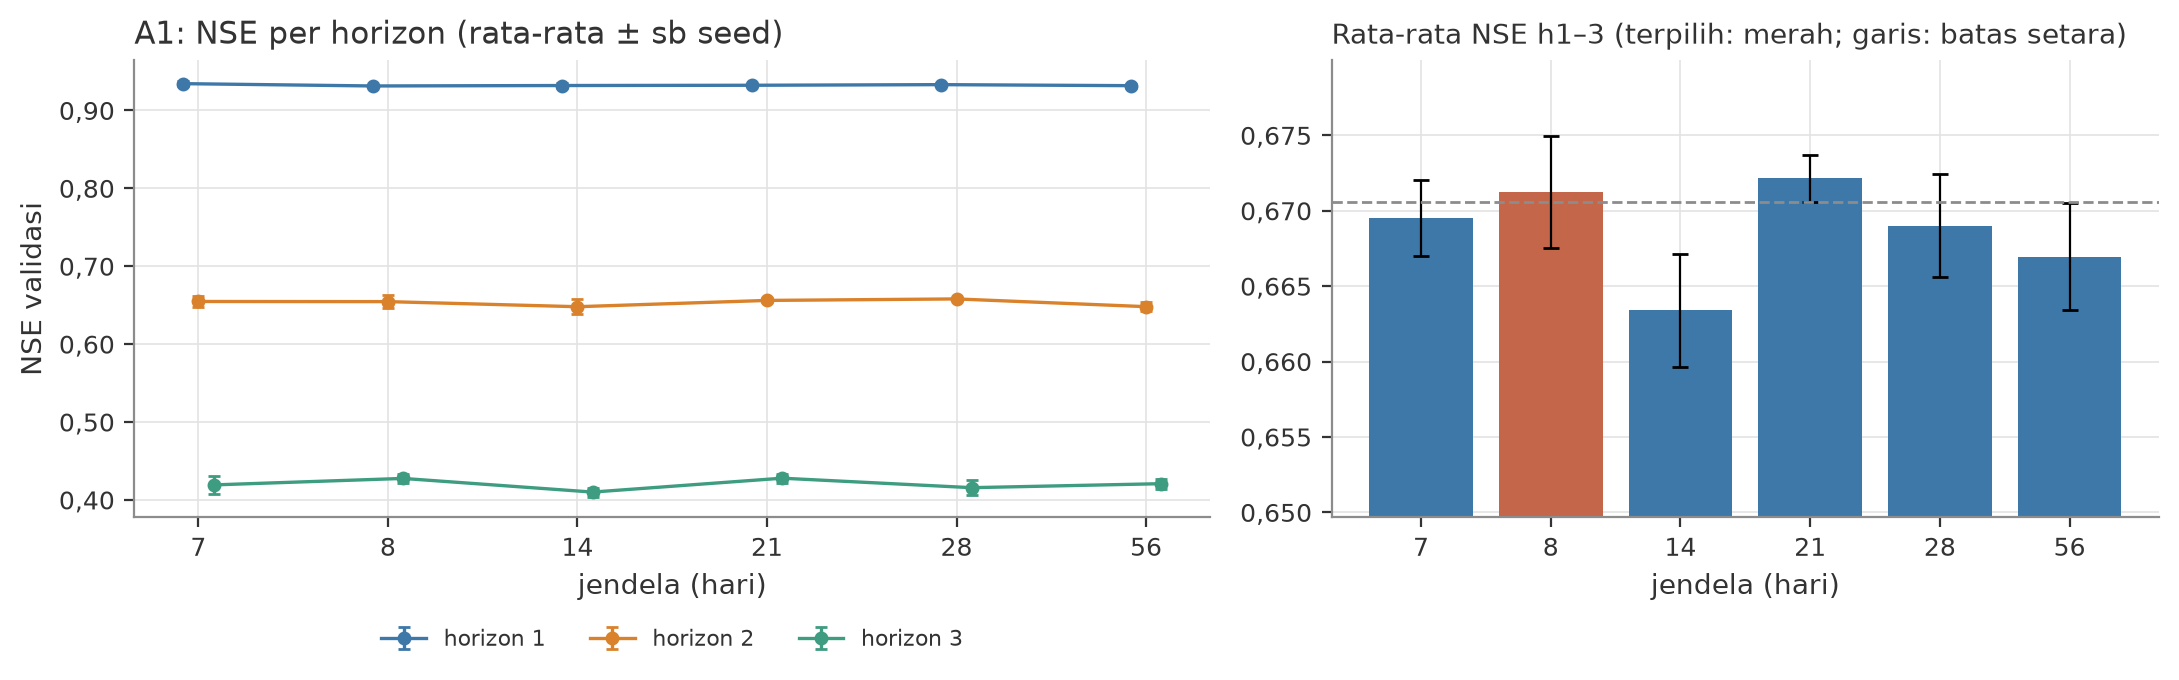 A1: NSE per horizon (rata-rata ± sb seed)
NSE validasi
0,90
0,80
0,70
0,60
0,50
0,40
7 8 14 21 28 56
jendela (hari)
horizon 1 horizon 2 horizon 3
Rata-rata NSE h1–3 (terpilih: merah; garis: batas setara)
0,675
0,670
0,665
0,660
0,655
0,650
7 8 14 21 28 56
jendela (hari)